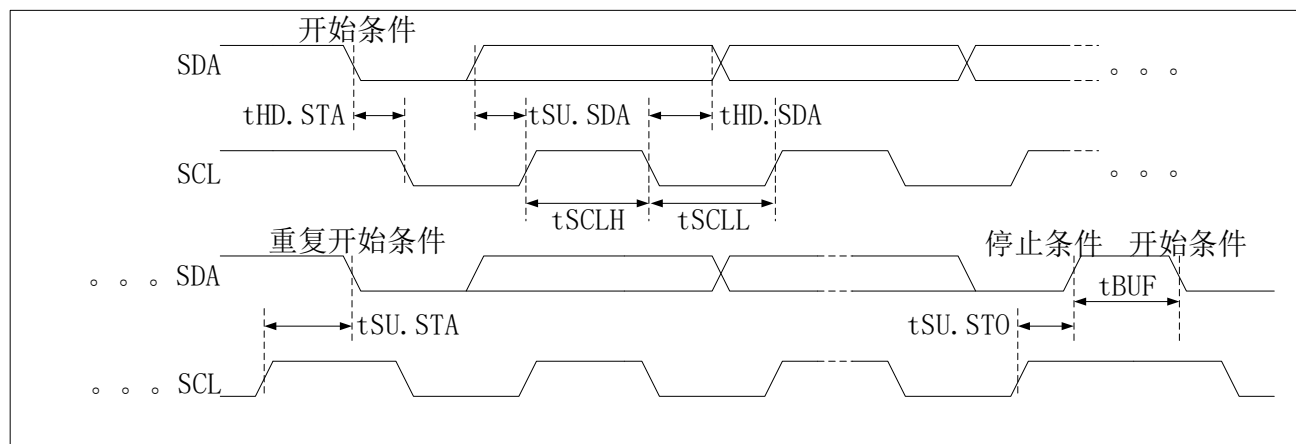 开始条件
SDA 。 。 。
tHD.STA tSU.SDA tHD.SDA
SCL 。 。 。
tSCLH tSCLL
重复开始条件 停止条件 开始条件
。 。 。 SDA tBUF
tSU.STA tSU.STO
。 。 。 SCL